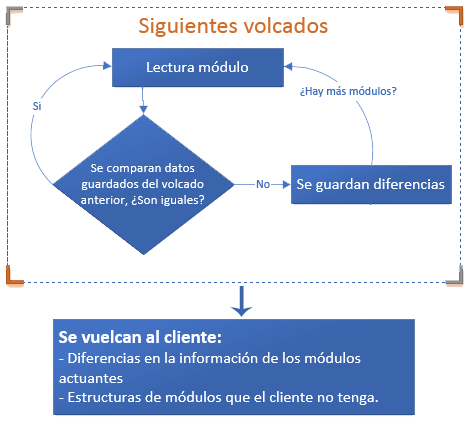 Siguientes volcados
Lectura módulo
¿Hay más módulos?
Si
Se comparan datos
guardados del volcado
anterior, ¿Son iguales?
No
Se guardan diferencias
Se vuelcan al cliente:
- Diferencias en la información de los módulos
actuantes
- Estructuras de módulos que el cliente no tenga.